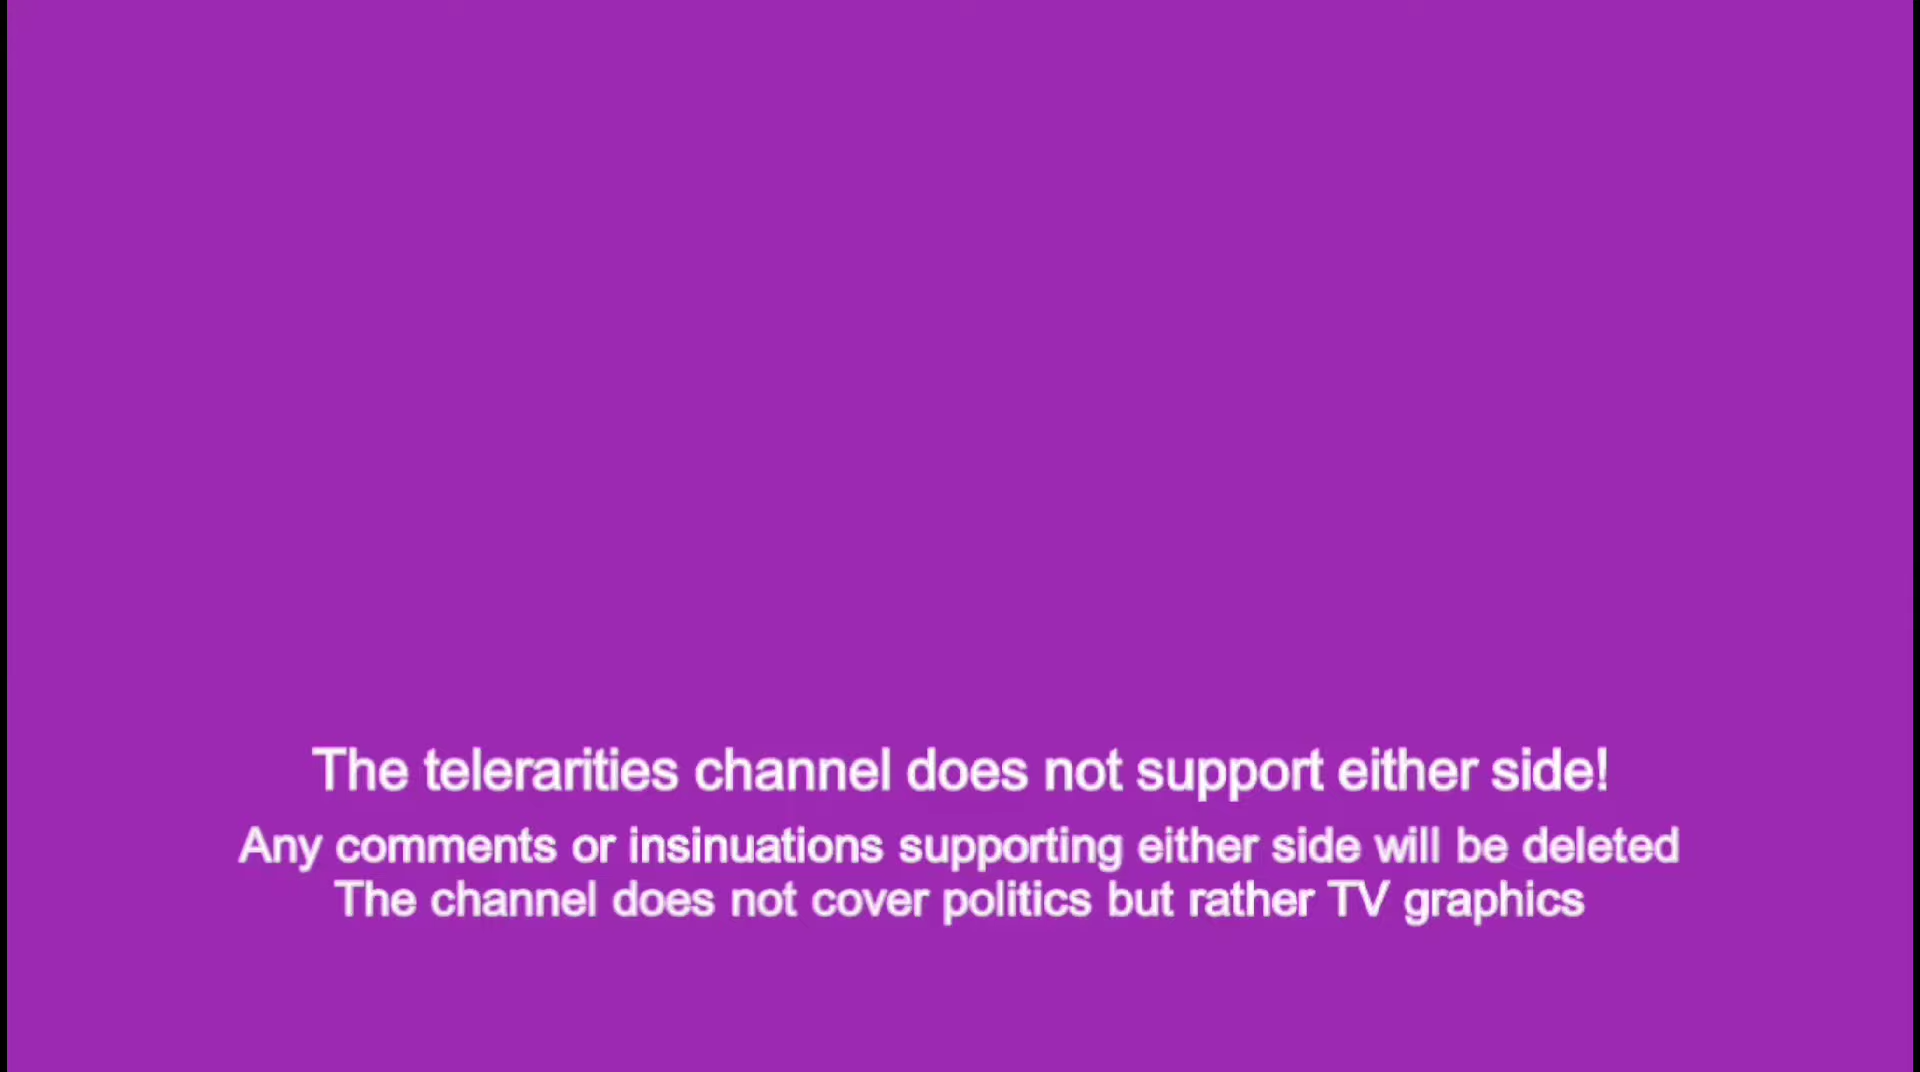 The telerarities channel does not support either side!
Any comments or insinuations supporting either side will be deleted
The channel does not cover politics but rather TV graphics